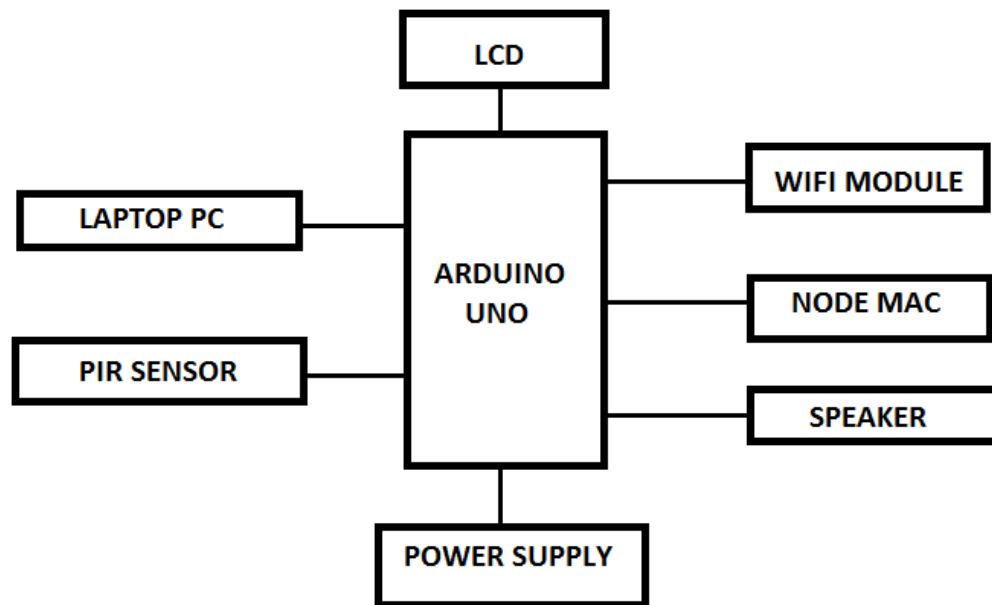 LCD
WIFI MODULE
LAPTOP PC
ARDUINO
UNO
NODE MAC
PIR SENSOR
SPEAKER
POWER SUPPLY